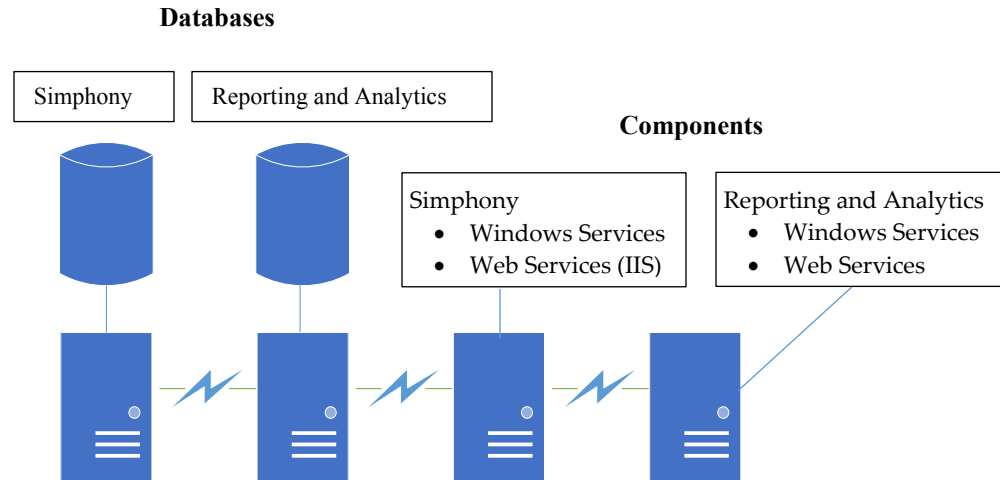 Databases
Simphony
Reporting and Analytics
Components
Simphony
• Windows Services
• Web Services (IIS)
Reporting and Analytics
• Windows Services
• Web Services